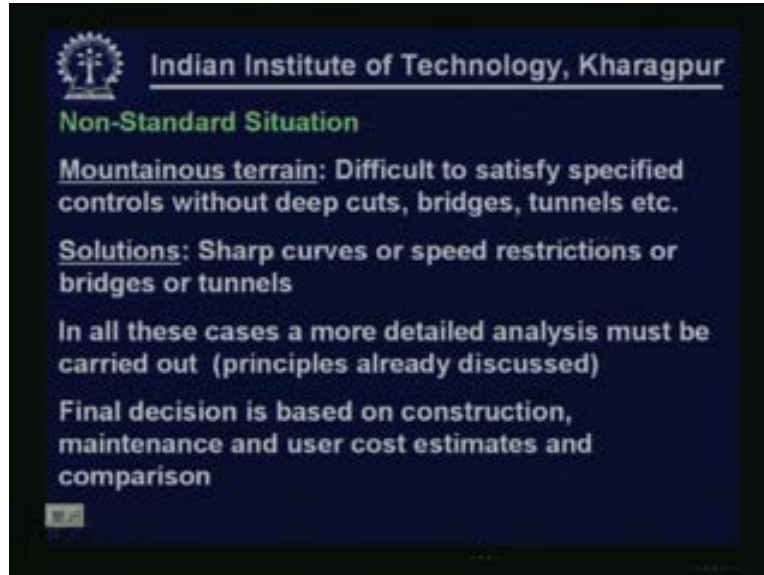 Indian Institute of Technology, Kharagpur
Non-Standard Situation
Mountainous terrain: Difficult to satisfy specified
controls without deep cuts, bridges, tunnels etc.
Solutions: Sharp curves or speed restrictions or
bridges or tunnels
In all these cases a more detailed analysis must be
carried out (principles already discussed)
Final decision is based on construction,
maintenance and user cost estimates and
comparison